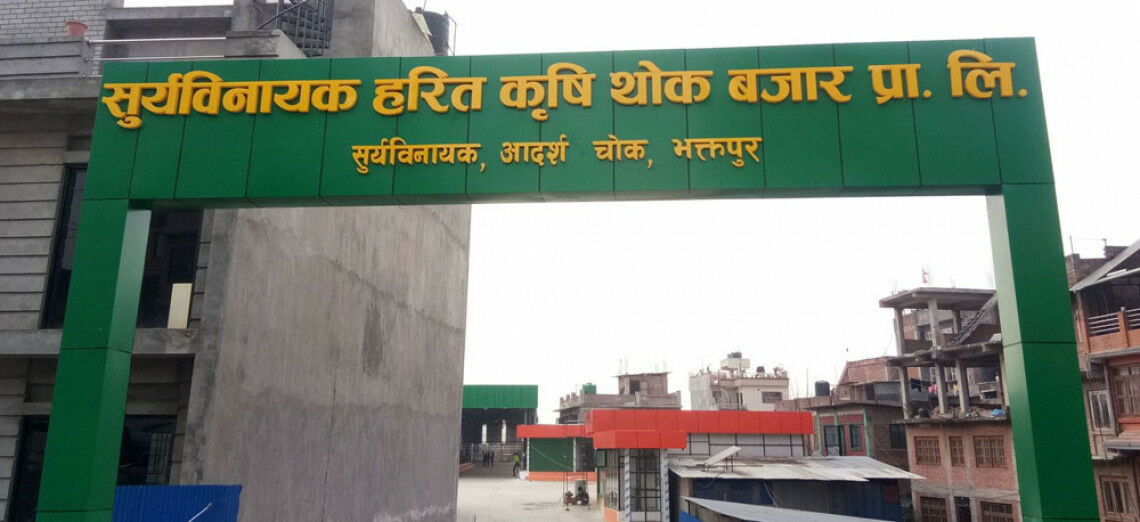 सुर्यविनायक हरित कृषि थोक बजार प्रा. लि.
सुर्यविनायक, आदर्श चोक, भक्तपुर